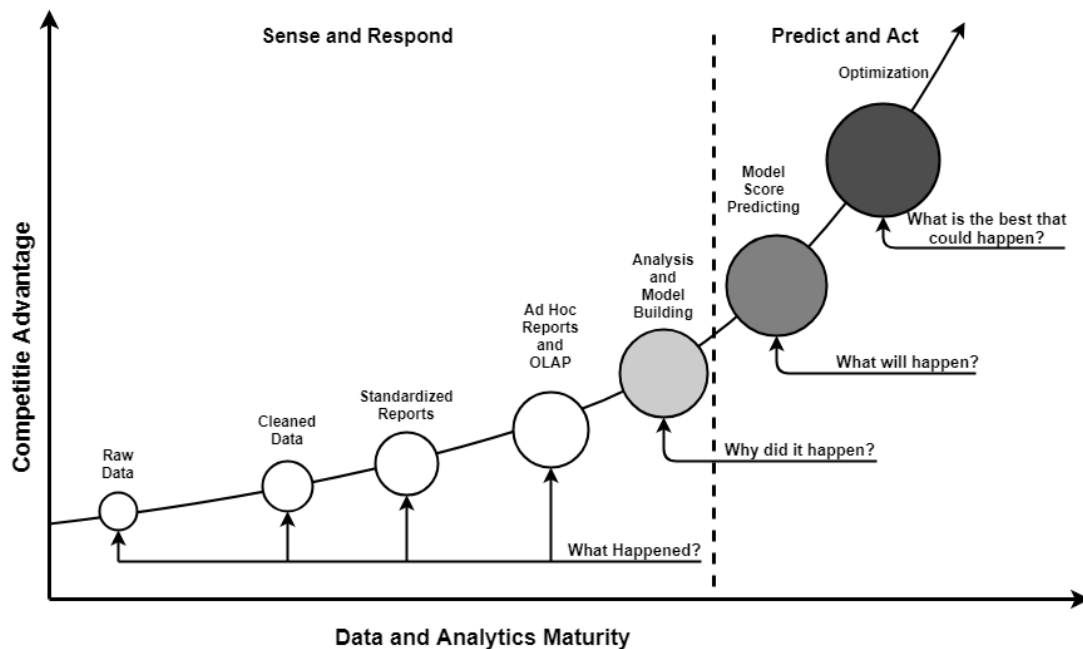 Sense and Respond
Predict and Act
Optimization
Model
Score
Predicting
What is the best that
could happen?
Analysis
and
Model
Building
Ad Hoc
Reports
and
OLAP
What will happen?
Standardized
Reports
Cleaned
Data
Raw
Data
Why did it happen?
What Happened?
Competitie Advantage
Data and Analytics Maturity